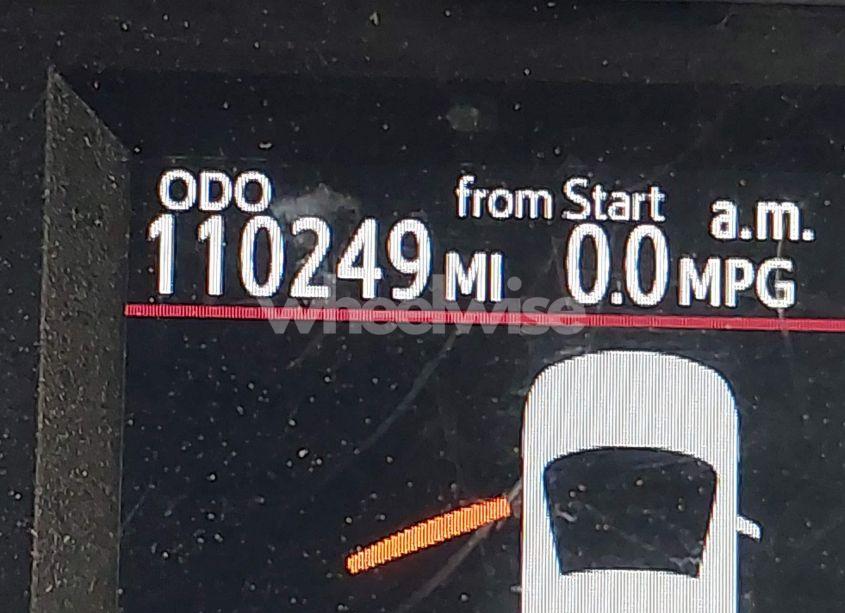 ODO from Start a.m.
110249 MI 0.0 MPG
wheelwise